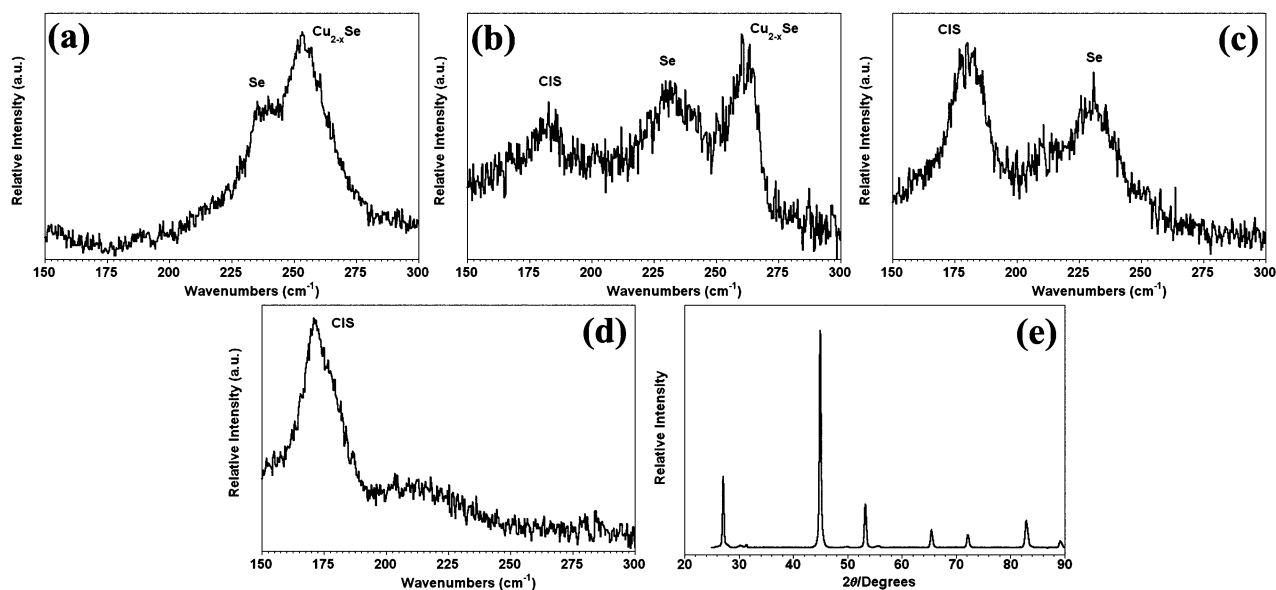 (a)
Se
Cu2-xSe
Relative Intensity (a.u.)
150 175 200 225 250 275 300
Wavenumbers (cm-1)
(b)
CIS
Se
Cu2-xSe
Relative Intensity (a.u.)
150 175 200 225 250 275 300
Wavenumbers (cm-1)
(c)
CIS
Se
Relative Intensity (a.u.)
150 175 200 225 250 275 300
Wavenumbers (cm-1)
(d)
CIS
Relative Intensity (a.u.)
150 175 200 225 250 275 300
Wavenumbers (cm-1)
(e)
Relative Intensity
20 30 40 50 60 70 80 90
2θ/Degrees